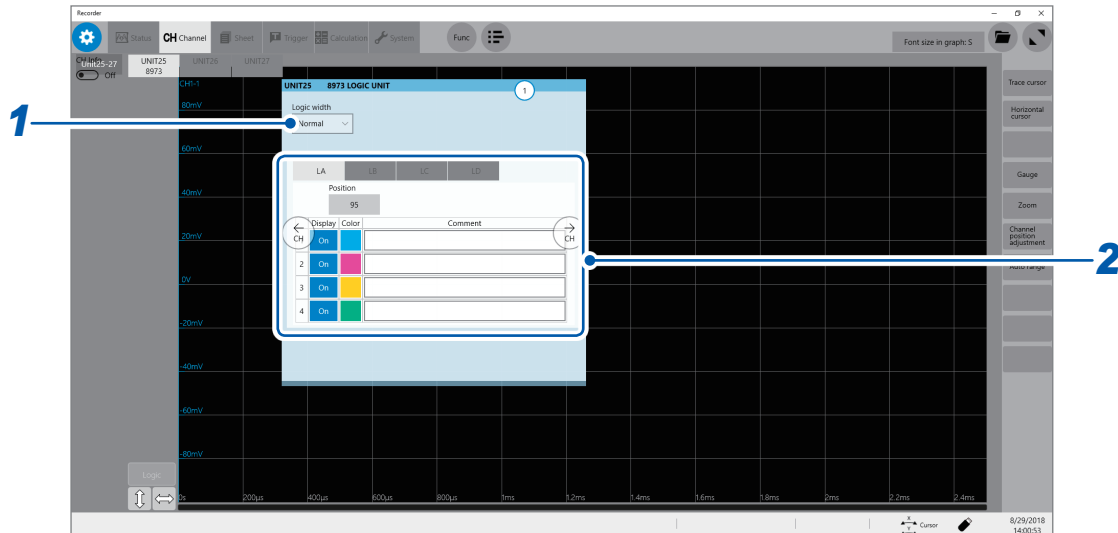 Recorder
Status CH Channel Sheet Trigger Calculation System Func Font size in graph: S
Unit25-27 UNIT25 UNIT26 UNIT27
Off 8973
CH1-1
UNIT25 8973 LOGIC UNIT 1
Trace cursor
80mV
Logic width
Horizontal
cursor
1
Normal
60mV
LA LB LC LD
Gauge
Position
40mV
95
Zoom
Display Color Comment
Channel
position
adjustment
20mV
CH On CH
2
2 On
Auto range
0V
3 On
4 On
-20mV
-40mV
-60mV
-80mV
Logic
0s 200μs 400μs 600μs 800μs 1ms 1.2ms 1.4ms 1.6ms 1.8ms 2ms 2.2ms 2.4ms
X
Y
Cursor
8/29/2018
14:00:53